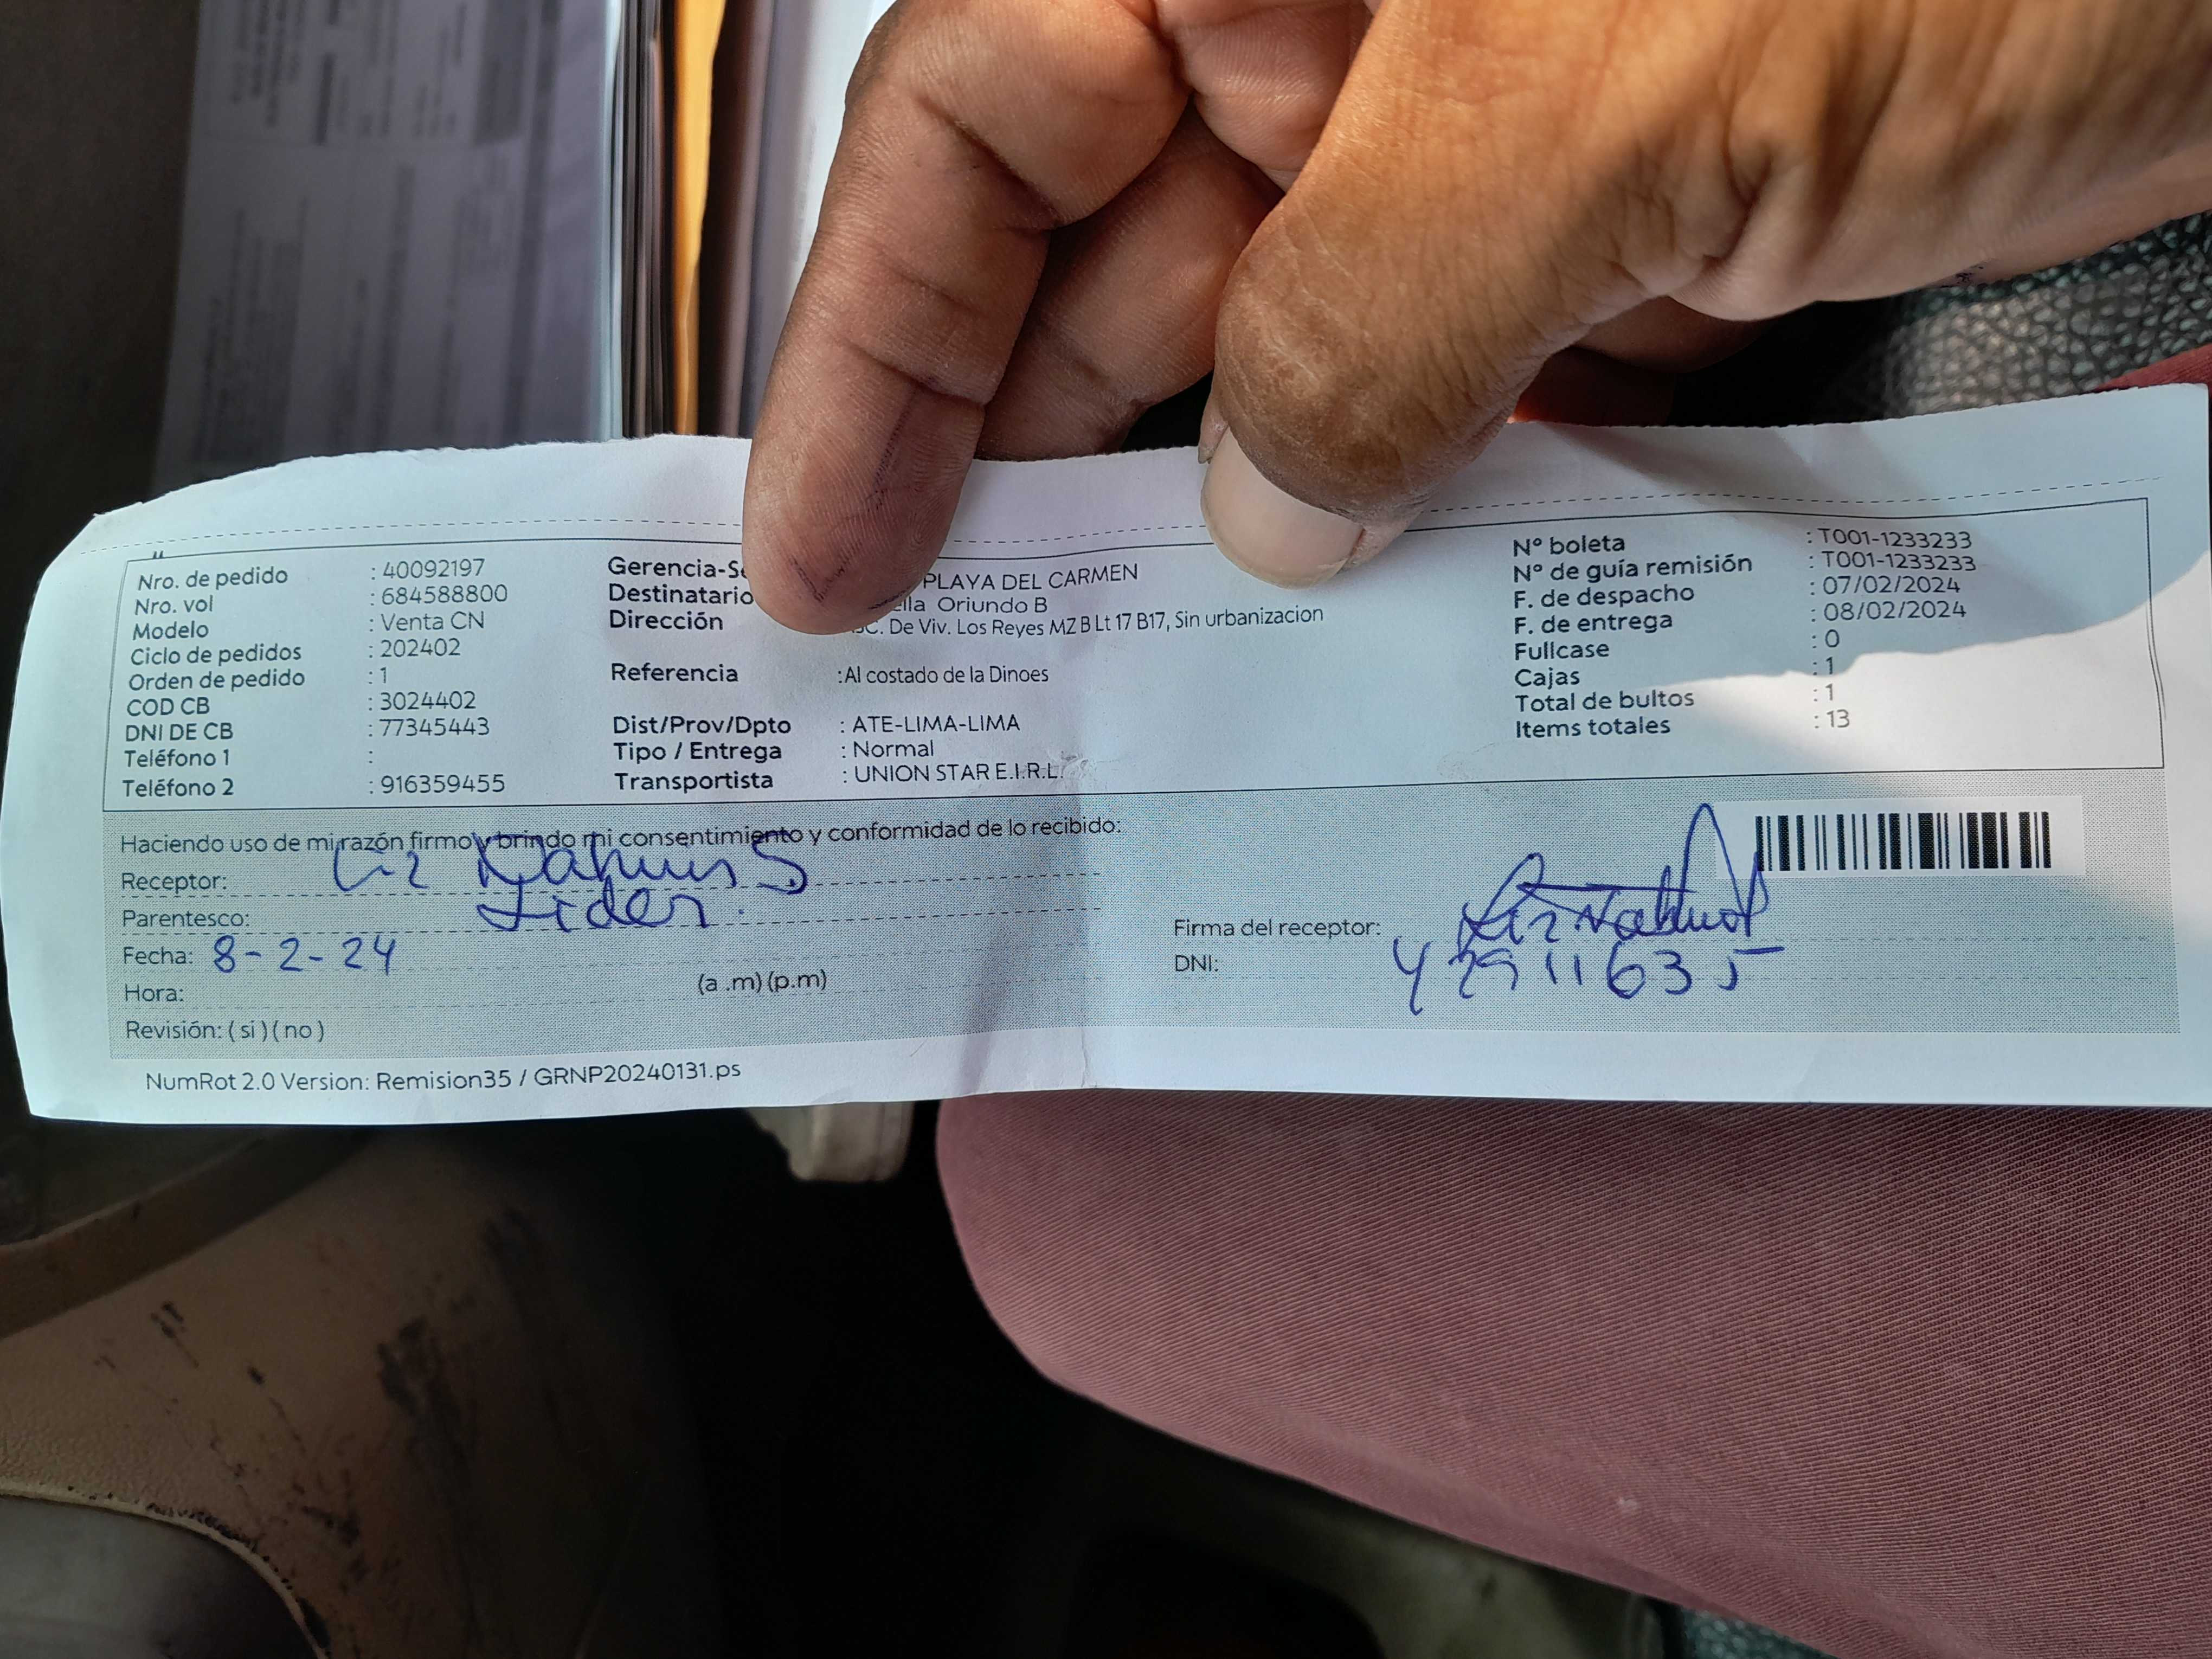 Nro. de pedido : 40092197
Nro. vol : 684588800
Modelo : Venta CN
Ciclo de pedidos : 202402
Orden de pedido : 1
COD CB : 3024402
DNI DE CB : 77345443
Teléfono 1 :
Teléfono 2 : 916359455
Gerencia-S PLAYA DEL CARMEN
Destinatario Oriundo B
Dirección De Viv. Los Reyes MZ B Lt 17 B17, Sin urbanizacion
Referencia :Al costado de la Dinoes
Dist/Prov/Dpto : ATE-LIMA-LIMA
Tipo / Entrega : Normal
Transportista : UNION STAR E.I.R.L.
Nº boleta : T001-1233233
Nº de guía remisión : T001-1233233
F. de despacho : 07/02/2024
F. de entrega : 08/02/2024
Fullcase : 0
Cajas : 1
Total de bultos : 1
Items totales : 13
Haciendo uso de mi razón firmo y brindo mi consentimiento y conformidad de lo recibido:
Receptor: Liz
Parentesco: Lider.
Fecha: 8-2-24
Hora: (a .m) (p.m)
Revisión: ( si ) ( no )
Firma del receptor:
DNI: 42911635
NumRot 2.0 Version: Remision35 / GRNP20240131.ps